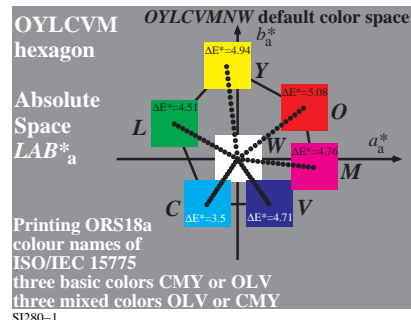 OYLCVM OYLCVMNW default color space
hexagon
b*a
ΔE*=4.94
Y
ΔE*=5.08
O
Absolute
Space
LAB*a
ΔE*=4.51
L
W
a*a
ΔE*=4.76
M
C
ΔE*=3.5
ΔE*=4.71
V
Printing ORS18a
colour names of
ISO/IEC 15775
three basic colors CMY or OLV
three mixed colors OLV or CMY
SI280−1